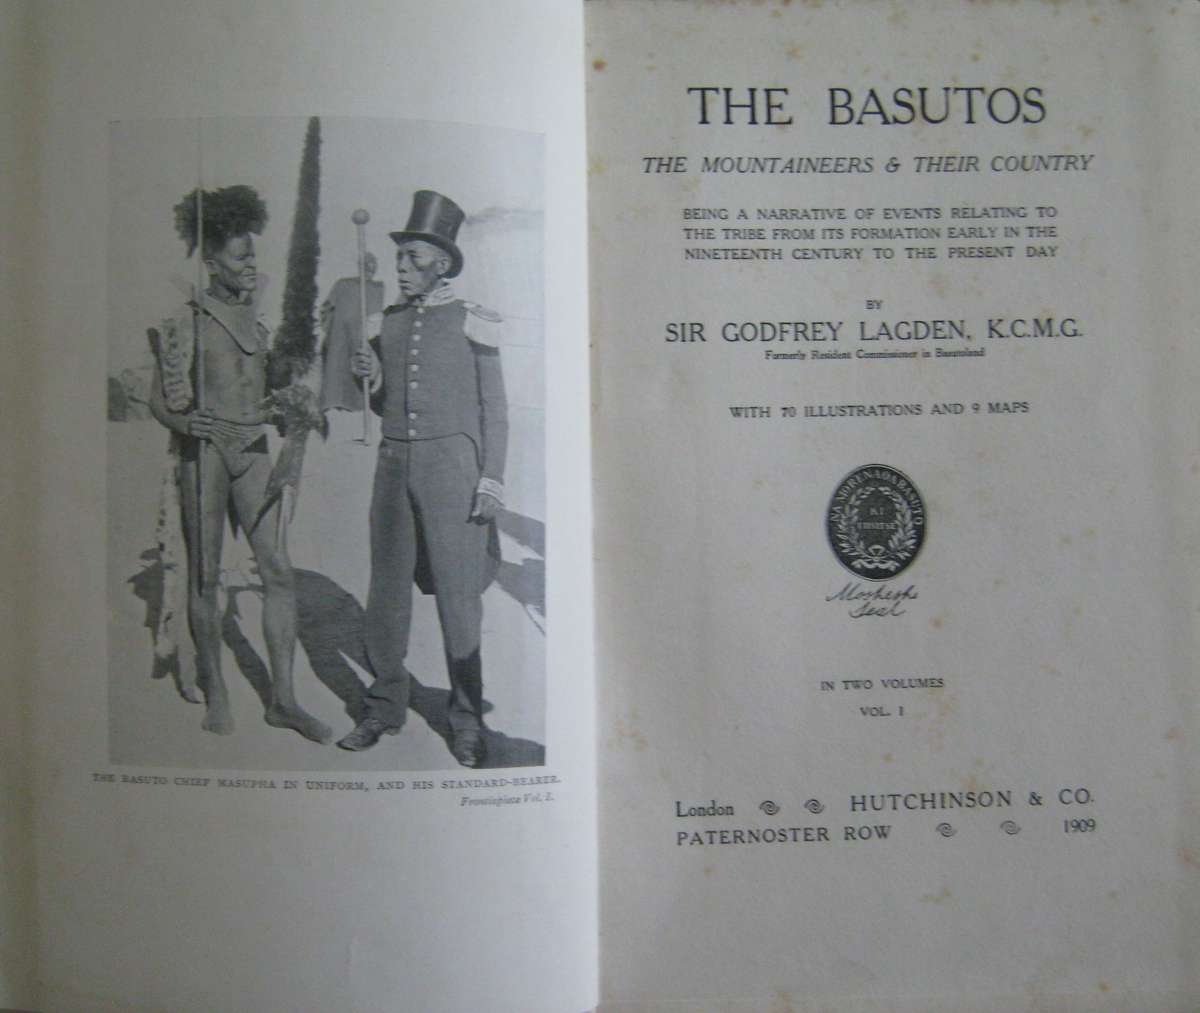 THE BASUTO CHIEF MASUPHA IN UNIFORM, AND HIS STANDARD-BEARER.
Frontispiece Vol. I.
THE BASUTOS
THE MOUNTAINEERS & THEIR COUNTRY
BEING A NARRATIVE OF EVENTS RELATING TO
THE TRIBE FROM ITS FORMATION EARLY IN THE
NINETEENTH CENTURY TO THE PRESENT DAY
BY
SIR GODFREY LAGDEN, K.C.M.G.
Formerly Resident Commissioner in Basutoland
WITH 70 ILLUSTRATIONS AND 9 MAPS
KI
Seal
IN TWO VOLUMES
VOL. I
London HUTCHINSON & CO.
PATERNOSTER ROW 1909